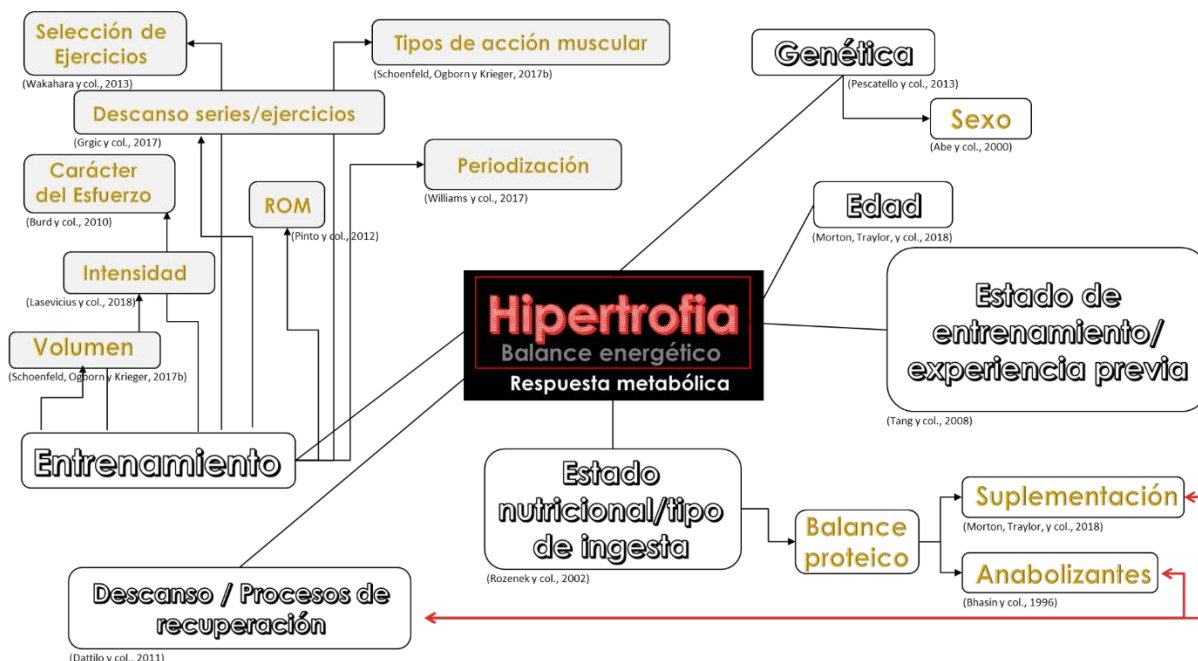 Selección de
Ejercicios
(Wakahara y col., 2013)
Tipos de acción muscular
(Schoenfeld, Ogborn y Krieger, 2017b)
Descanso series/ejercicios
(Grgic y col., 2017)
Carácter
del Esfuerzo
(Burd y col., 2010)
ROM
(Pinto y col., 2012)
Periodización
(Williams y col., 2017)
Intensidad
(Lasevicius y col., 2018)
Volumen
(Schoenfeld, Ogborn y Krieger, 2017b)
Entrenamiento
Genética
(Pescatello y col., 2013)
Sexo
(Abe y col., 2000)
Edad
(Morton, Traylor, y col., 2018)
Hipertrofia
Balance energético
Respuesta metabólica
Estado de
entrenamiento/
experiencia previa
(Tang y col., 2008)
Estado
nutricional/tipo
de ingesta
(Rozenek y col., 2002)
Balance
proteico
Suplementación
(Morton, Traylor, y col., 2018)
Anabolizantes
(Bhasin y col., 1996)
Descanso / Procesos de
recuperación
(Dattilo y col., 2011)